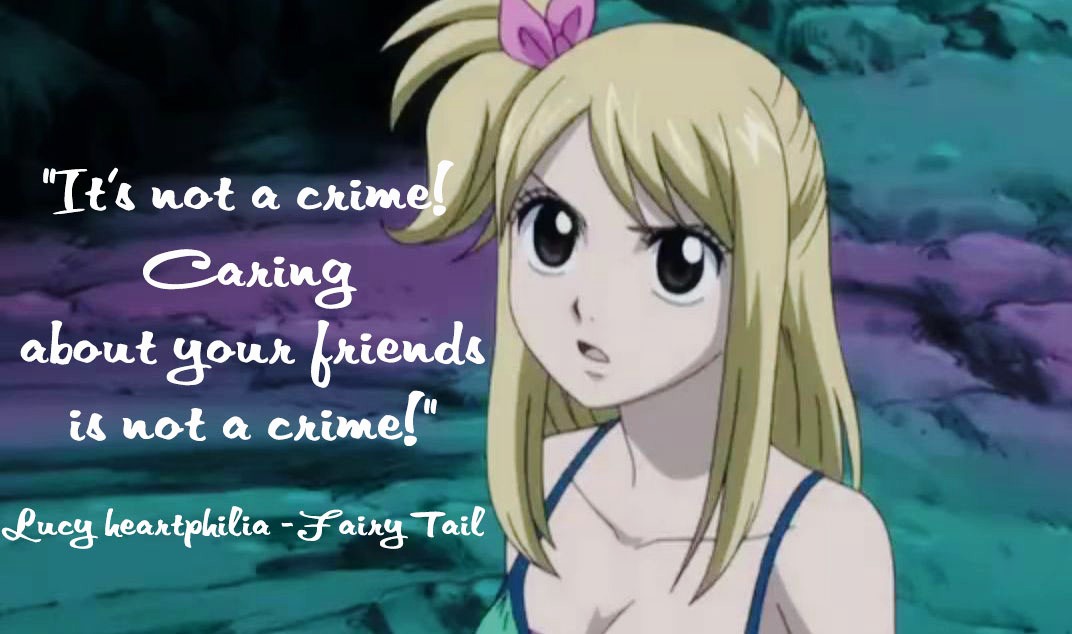 "It's not a crime!
Caring
about your friends
is not a crime!"
Lucy heartphilia - Fairy Tail